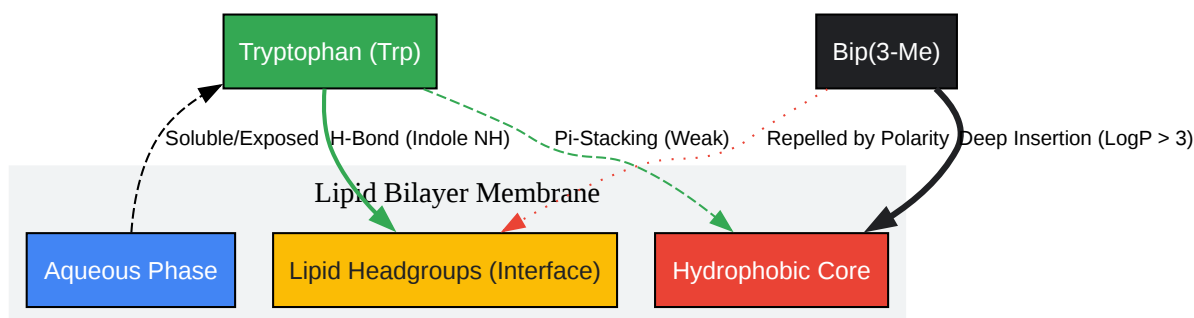 Tryptophan (Trp)
Bip(3-Me)
Soluble/Exposed
H-Bond (Indole NH)
Pi-Stacking (Weak)
Repelled by Polarity
Deep Insertion (LogP > 3)
Lipid Bilayer Membrane
Aqueous Phase
Lipid Headgroups (Interface)
Hydrophobic Core